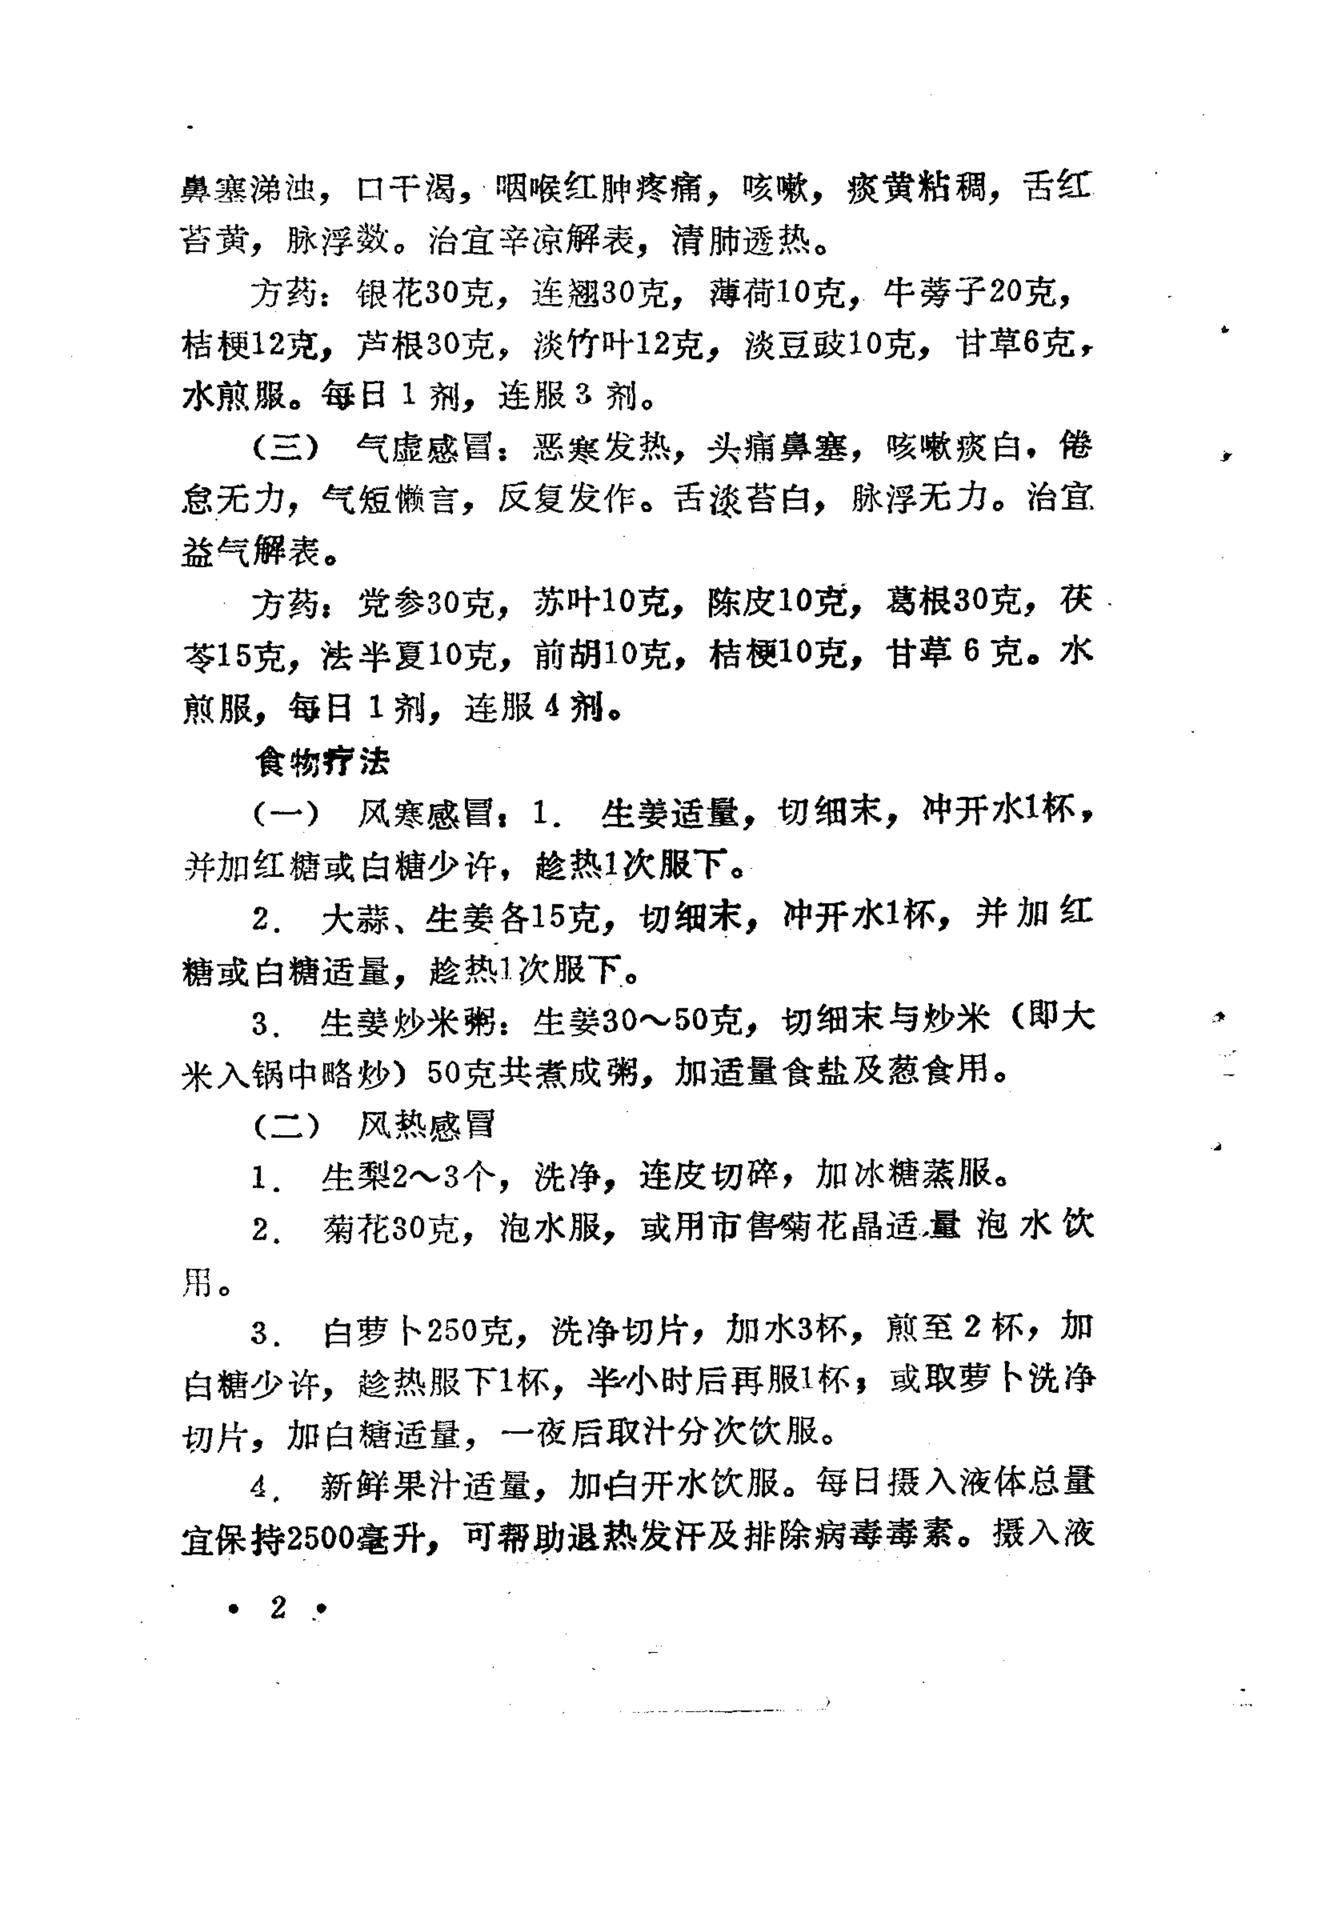 鼻塞涕浊，口干渴，咽喉红肿疼痛，咳嗽，痰黄粘稠，舌红
苔黄，脉浮数。治宜辛凉解表，清肺透热。
方药：银花30克，连翘30克，薄荷10克，牛蒡子20克，
桔梗12克，芦根30克，淡竹叶12克，淡豆豉10克，甘草6克，
水煎服。每日1剂，连服3剂。
（三） 气虚感冒：恶寒发热，头痛鼻塞，咳嗽痰白，倦
怠无力，气短懒言，反复发作。舌淡苔白，脉浮无力。治宜
益气解表。
方药：党参30克，苏叶10克，陈皮10克，葛根30克，茯
苓15克，法半夏10克，前胡10克，桔梗10克，甘草6克。水
煎服，每日1剂，连服4剂。
食物疗法
（一） 风寒感冒：1. 生姜适量，切细末，冲开水1杯，
并加红糖或白糖少许，趁热1次服下。
2. 大蒜、生姜各15克，切细末，冲开水1杯，并加红
糖或白糖适量，趁热1次服下。
3. 生姜炒米粥：生姜30～50克，切细末与炒米（即大
米入锅中略炒）50克共煮成粥，加适量食盐及葱食用。
（二） 风热感冒
1. 生梨2～3个，洗净，连皮切碎，加冰糖蒸服。
2. 菊花30克，泡水服，或用市售菊花晶适量泡水饮
用。
3. 白萝卜250克，洗净切片，加水3杯，煎至2杯，加
白糖少许，趁热服下1杯，半小时后再服1杯；或取萝卜洗净
切片，加白糖适量，一夜后取汁分次饮服。
4. 新鲜果汁适量，加白开水饮服。每日摄入液体总量
宜保持2500毫升，可帮助退热发汗及排除病毒毒素。摄入液
• 2 •